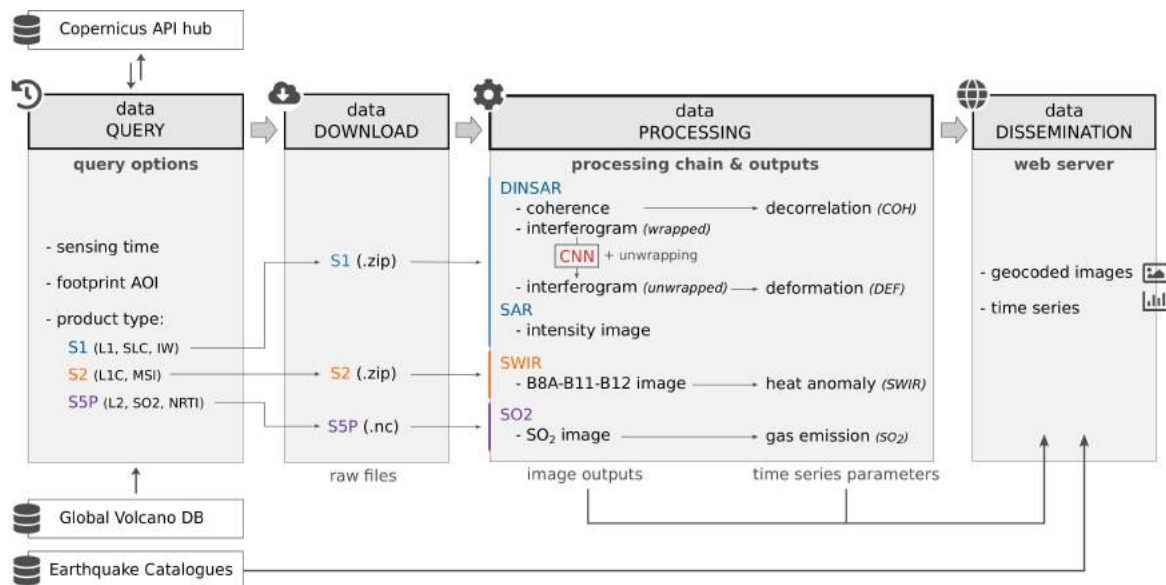 Copernicus API hub
data
QUERY
query options
- sensing time
- footprint AOI
- product type:
S1 (L1, SLC, IW)
S2 (L1C, MSI)
S5P (L2, SO2, NRTI)
Global Volcano DB
Earthquake Catalogues
data
DOWNLOAD
S1 (.zip)
S2 (.zip)
S5P (.nc)
raw files
data
PROCESSING
processing chain & outputs
DINSAR
- coherence decorrelation (COH)
- interferogram (wrapped)
CNN + unwrapping
- interferogram (unwrapped) deformation (DEF)
SAR
- intensity image
SWIR
- B8A-B11-B12 image heat anomaly (SWIR)
SO2
- SO₂ image gas emission (SO₂)
image outputs time series parameters
data
DISSEMINATION
web server
- geocoded images
- time series